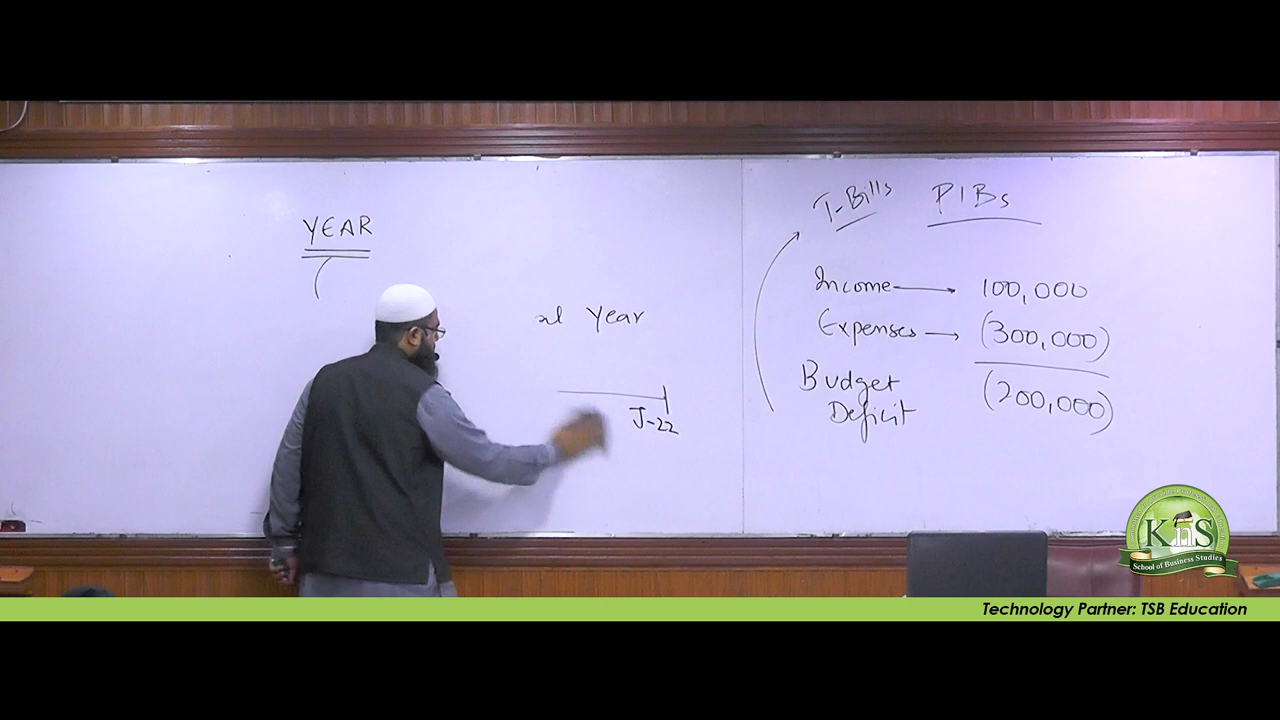 YEAR
al Year
J-22
T-Bills PIBs
Income → 100,000
Expenses → (300,000)
Budget
Deficit (200,000)
KnS
School of Business Studies
Technology Partner: TSB Education